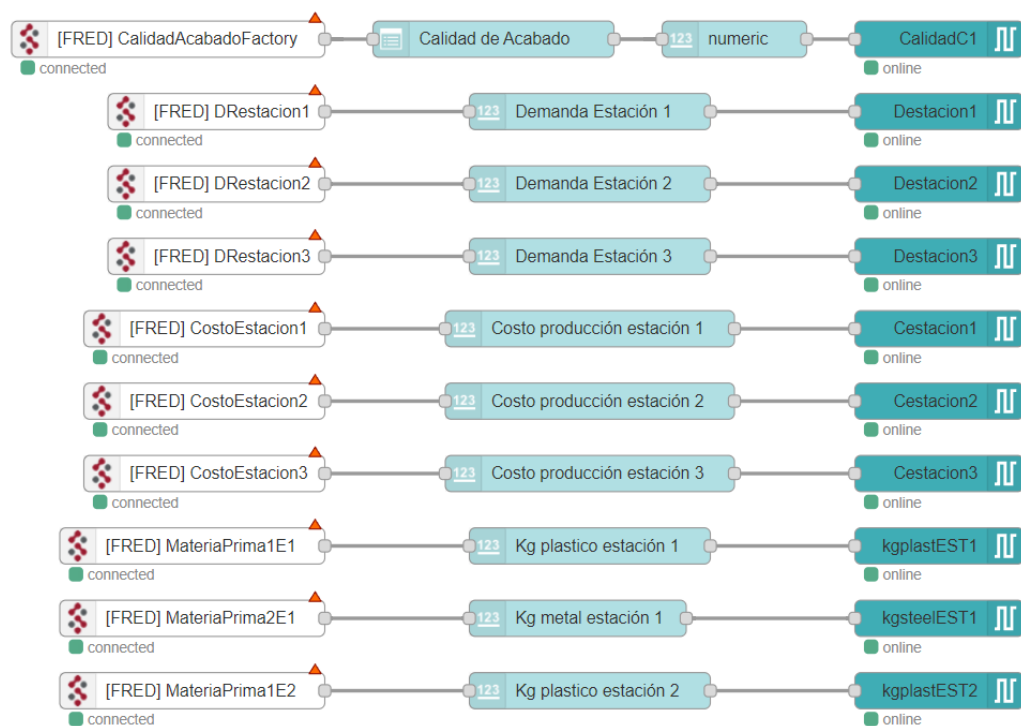 [FRED] CalidadAcabadoFactory Calidad de Acabado 123 numeric CalidadC1
connected online
[FRED] DRestacion1 123 Demanda Estación 1 Destacion1
connected online
[FRED] DRestacion2 123 Demanda Estación 2 Destacion2
connected online
[FRED] DRestacion3 123 Demanda Estación 3 Destacion3
connected online
[FRED] CostoEstacion1 123 Costo producción estación 1 Cestacion1
connected online
[FRED] CostoEstacion2 123 Costo producción estación 2 Cestacion2
connected online
[FRED] CostoEstacion3 123 Costo producción estación 3 Cestacion3
connected online
[FRED] MateriaPrima1E1 123 Kg plastico estación 1 kgplastEST1
connected online
[FRED] MateriaPrima2E1 123 Kg metal estación 1 kgsteelEST1
connected online
[FRED] MateriaPrima1E2 123 Kg plastico estación 2 kgplastEST2
connected online